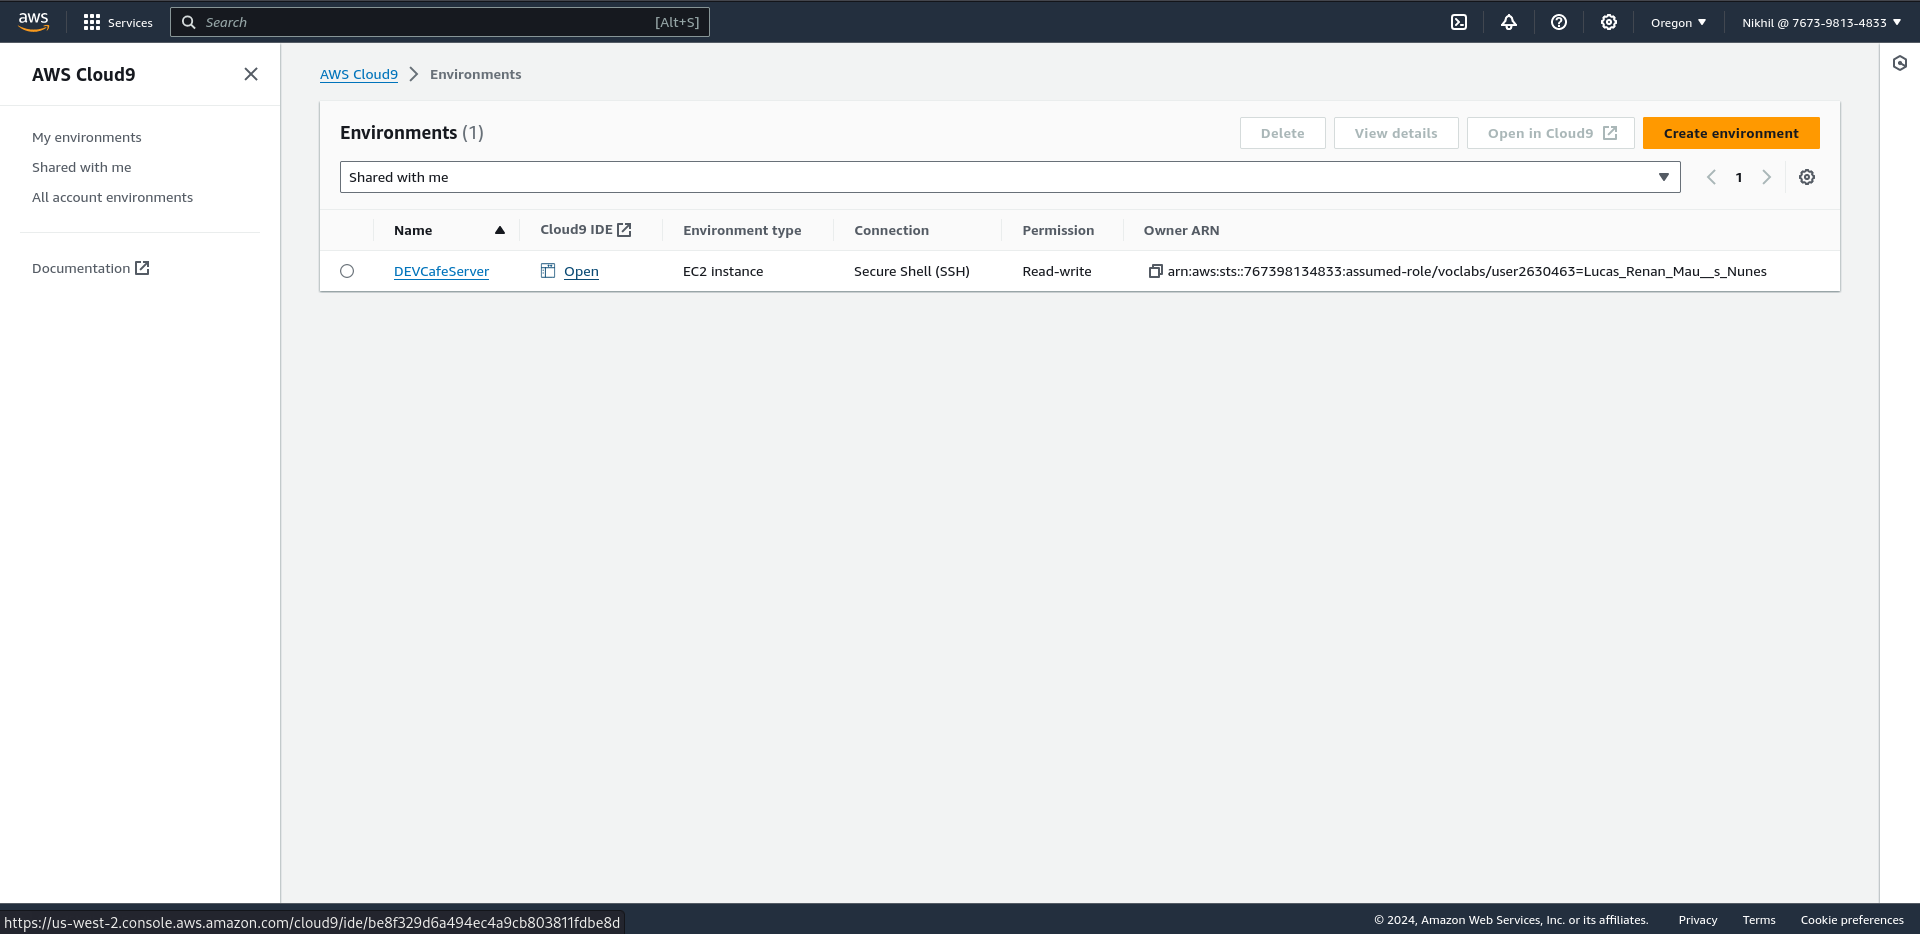 aws Services Search [Alt+S] Oregon Nikhil @ 7673-9813-4833
AWS Cloud9
My environments
Shared with me
All account environments
Documentation
AWS Cloud9 Environments
Environments (1) Delete View details Open in Cloud9 Create environment
Shared with me 1
Name Cloud9 IDE Environment type Connection Permission Owner ARN
DEVCafeServer Open EC2 instance Secure Shell (SSH) Read-write arn:aws:sts::767398134833:assumed-role/voclabs/user2630463=Lucas_Renan_Mau__s_Nunes
https://us-west-2.console.aws.amazon.com/cloud9/ide/be8f329d6a494ec4a9cb803811fdbe8d © 2024, Amazon Web Services, Inc. or its affiliates. Privacy Terms Cookie preferences